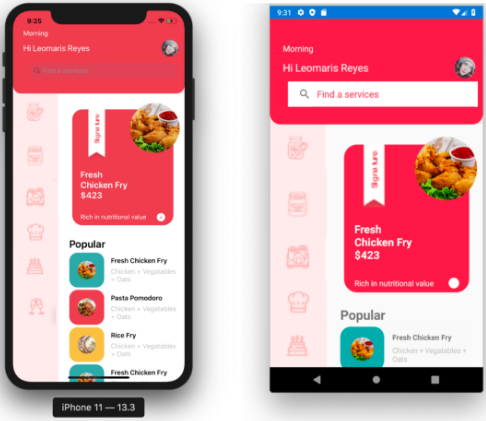 9:25
Morning
Hi Leomaris Reyes
Find a services
Signature
Fresh
Chicken Fry
$423
Rich in nutritional value
Popular
Fresh Chicken Fry
Chicken + Vegatables
+ Oats
Pasta Pomodoro
Chicken + Vegatables
+ Oats
Rice Fry
Chicken + Vegatables
+ Oats
Fresh Chicken Fry
Chicken + Vegatables
iPhone 11 — 13.3
9:31
Morning
Hi Leomaris Reyes
Find a services
Signature
Fresh
Chicken Fry
$423
Rich in nutritional value
Popular
Fresh Chicken Fry
Chicken + Vegatables +
Oats